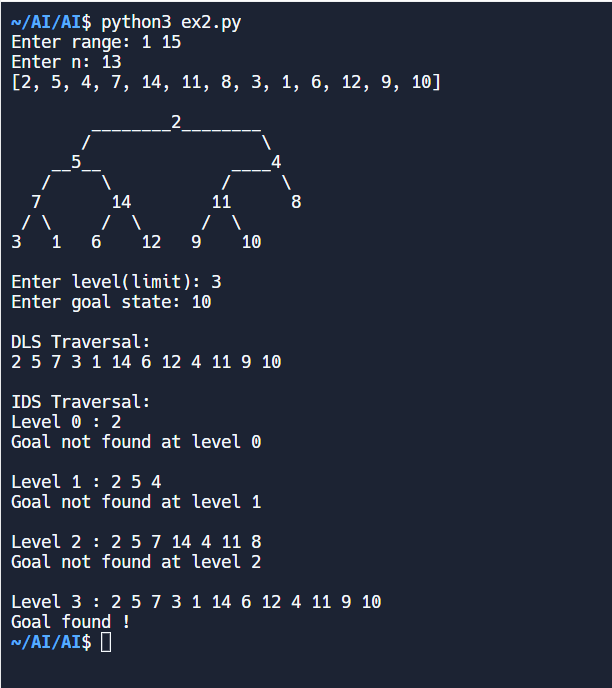 ~/AI/AI$ python3 ex2.py
Enter range: 1 15
Enter n: 13
[2, 5, 4, 7, 14, 11, 8, 3, 1, 6, 12, 9, 10]

        ________2________
       /                 \
    __5__             ____4
   /     \           /     \
  7       14        11      8
 / \     /  \      /  \
3   1   6    12   9    10

Enter level(limit): 3
Enter goal state: 10

DLS Traversal:
2 5 7 3 1 14 6 12 4 11 9 10

IDS Traversal:
Level 0 : 2
Goal not found at level 0

Level 1 : 2 5 4
Goal not found at level 1

Level 2 : 2 5 7 14 4 11 8
Goal not found at level 2

Level 3 : 2 5 7 3 1 14 6 12 4 11 9 10
Goal found !
~/AI/AI$